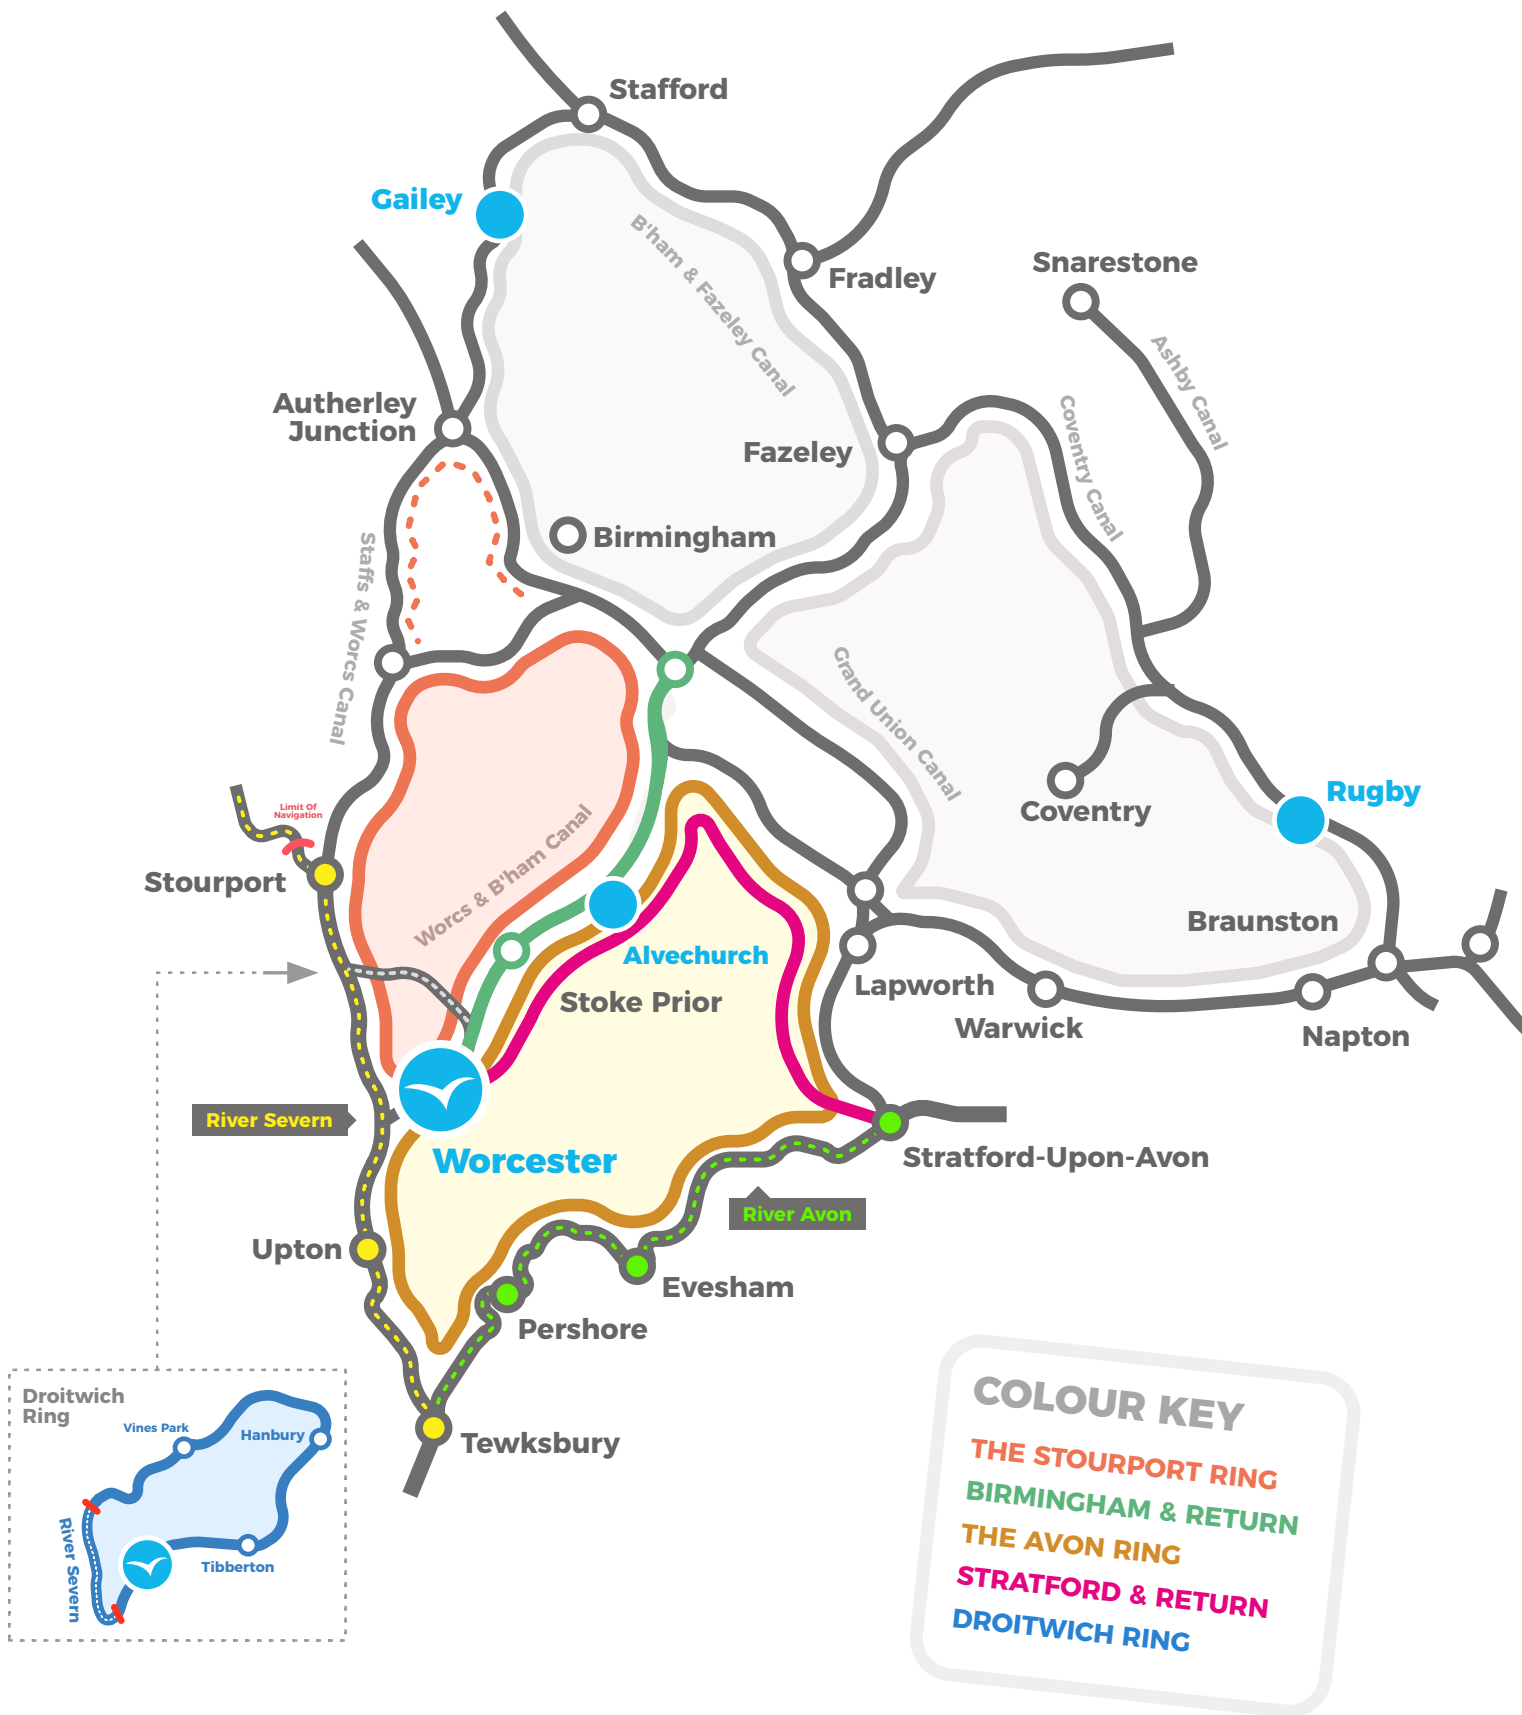 Stafford
Gailey
B'ham & Fazeley Canal
Fradley
Snarestone
Ashby Canal
Autherley
Junction
Coventry Canal
Fazeley
Birmingham
Staffs & Worcs Canal
Grand Union Canal
Coventry
Rugby
Limit Of
Navigation
Stourport
Worcs & B'ham Canal
Braunston
Alvechurch
Stoke Prior
Lapworth
Warwick
Napton
River Severn
Worcester
Stratford-Upon-Avon
River Avon
Upton
Evesham
Pershore
Tewksbury
Droitwich
Ring
Vines Park
Hanbury
River Severn
Tibberton
COLOUR KEY
THE STOURPORT RING
BIRMINGHAM & RETURN
THE AVON RING
STRATFORD & RETURN
DROITWICH RING